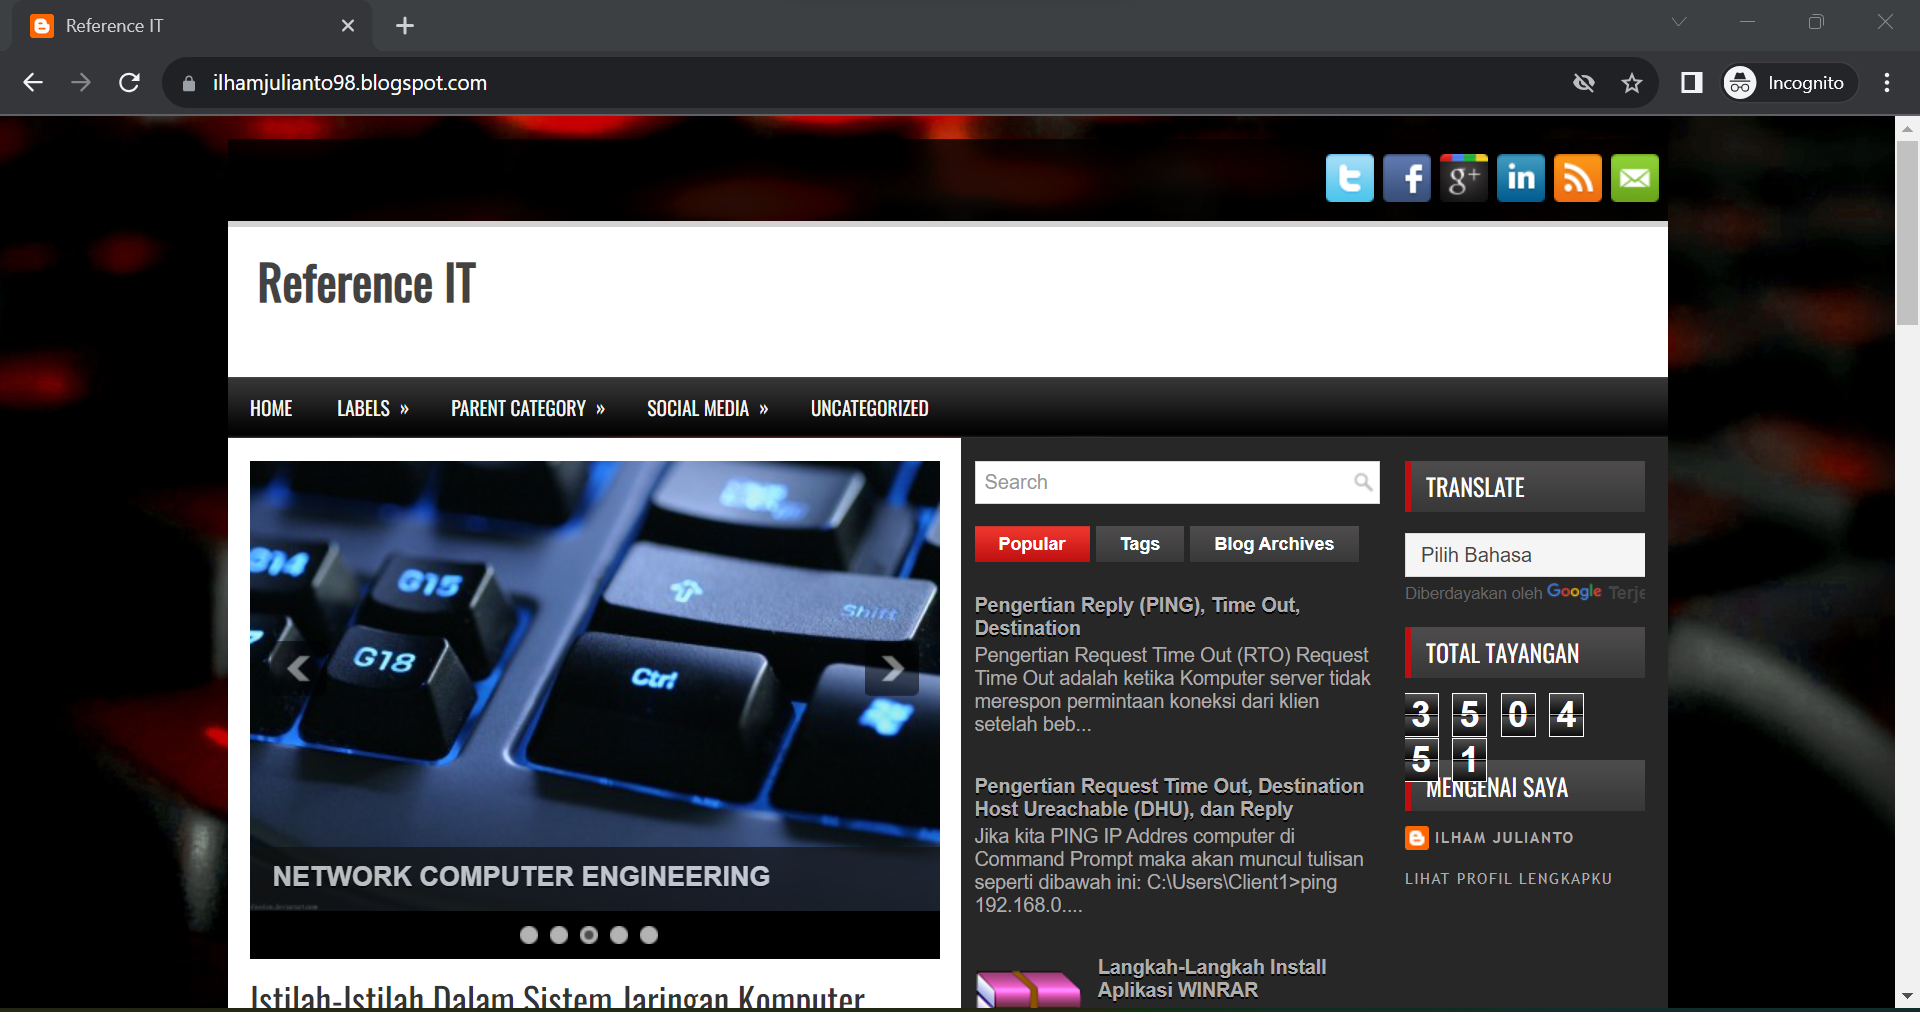 Reference IT
ilhamjulianto98.blogspot.com
Incognito
Reference IT
HOME LABELS » PARENT CATEGORY » SOCIAL MEDIA » UNCATEGORIZED
G14
G15
Shift
G18
Ctrl
NETWORK COMPUTER ENGINEERING
Istilah-Istilah Dalam Sistem Jaringan Komputer
Search
Popular Tags Blog Archives
Pengertian Reply (PING), Time Out,
Destination
Pengertian Request Time Out (RTO) Request
Time Out adalah ketika Komputer server tidak
merespon permintaan koneksi dari klien
setelah beb...
Pengertian Request Time Out, Destination
Host Ureachable (DHU), dan Reply
Jika kita PING IP Addres computer di
Command Prompt maka akan muncul tulisan
seperti dibawah ini: C:\Users\Client1>ping
192.168.0....
Langkah-Langkah Install
Aplikasi WINRAR
TRANSLATE
Pilih Bahasa
Diberdayakan oleh Google Terje
TOTAL TAYANGAN
3 5 0 4
5 1
MENGENAI SAYA
ILHAM JULIANTO
LIHAT PROFIL LENGKAPKU